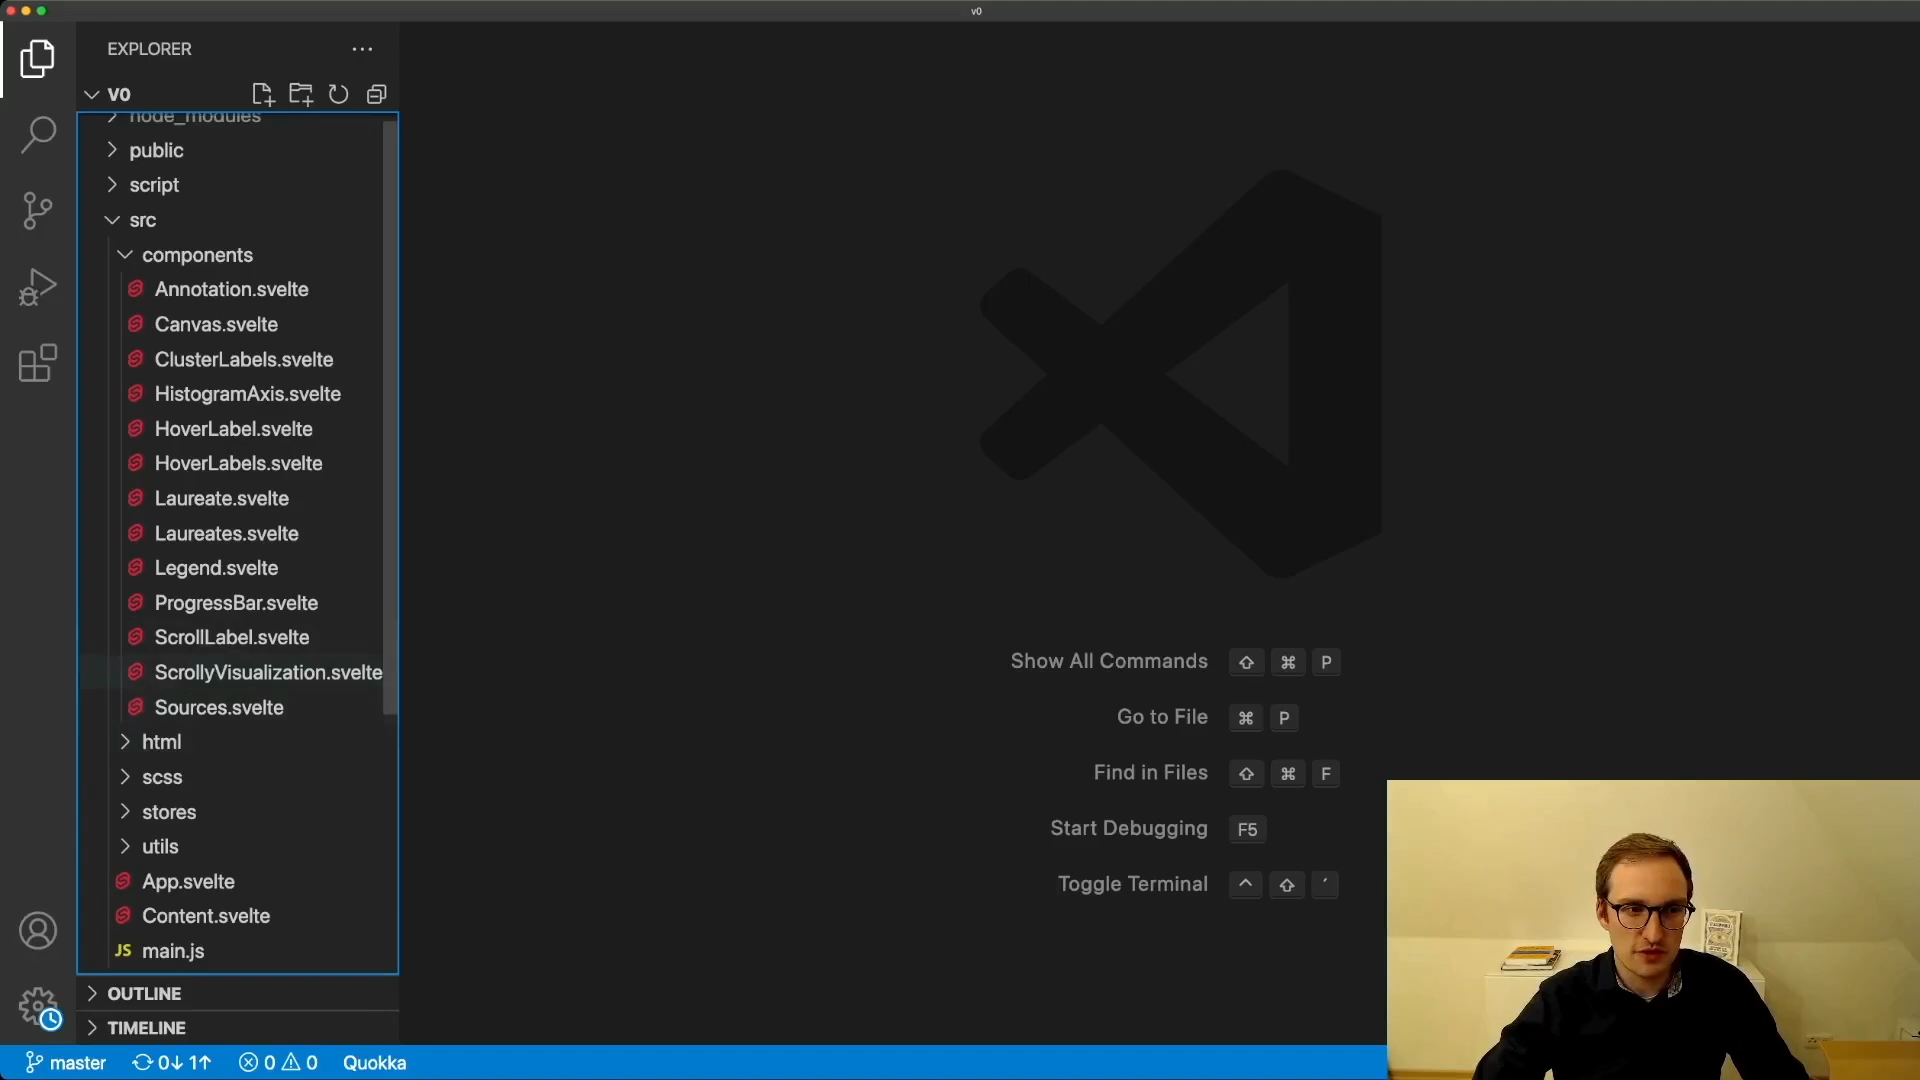 v0
EXPLORER
V0
node_modules
public
script
src
components
Annotation.svelte
Canvas.svelte
ClusterLabels.svelte
HistogramAxis.svelte
HoverLabel.svelte
HoverLabels.svelte
Laureate.svelte
Laureates.svelte
Legend.svelte
ProgressBar.svelte
ScrollLabel.svelte
ScrollyVisualization.svelte
Sources.svelte
html
scss
stores
utils
App.svelte
Content.svelte
JS main.js
OUTLINE
TIMELINE
Show All Commands ⇧ ⌘ P
Go to File ⌘ P
Find in Files ⇧ ⌘ F
Start Debugging F5
Toggle Terminal ^ ⇧ ´
master 0↓ 1↑ 0 0 Quokka